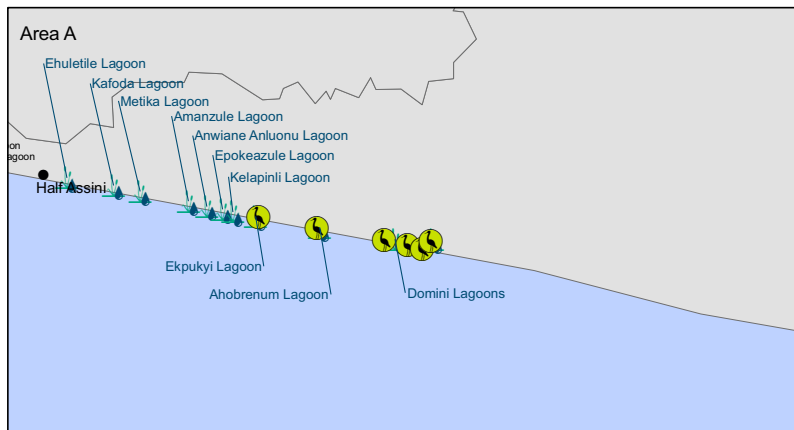 Area A
Ehuletile Lagoon
Kafoda Lagoon
Metika Lagoon
Amanzule Lagoon
Anwiane Anluonu Lagoon
Epokeazule Lagoon
Kelapinli Lagoon
Half Assini
Ekpukyi Lagoon
Ahobrenum Lagoon
Domini Lagoons